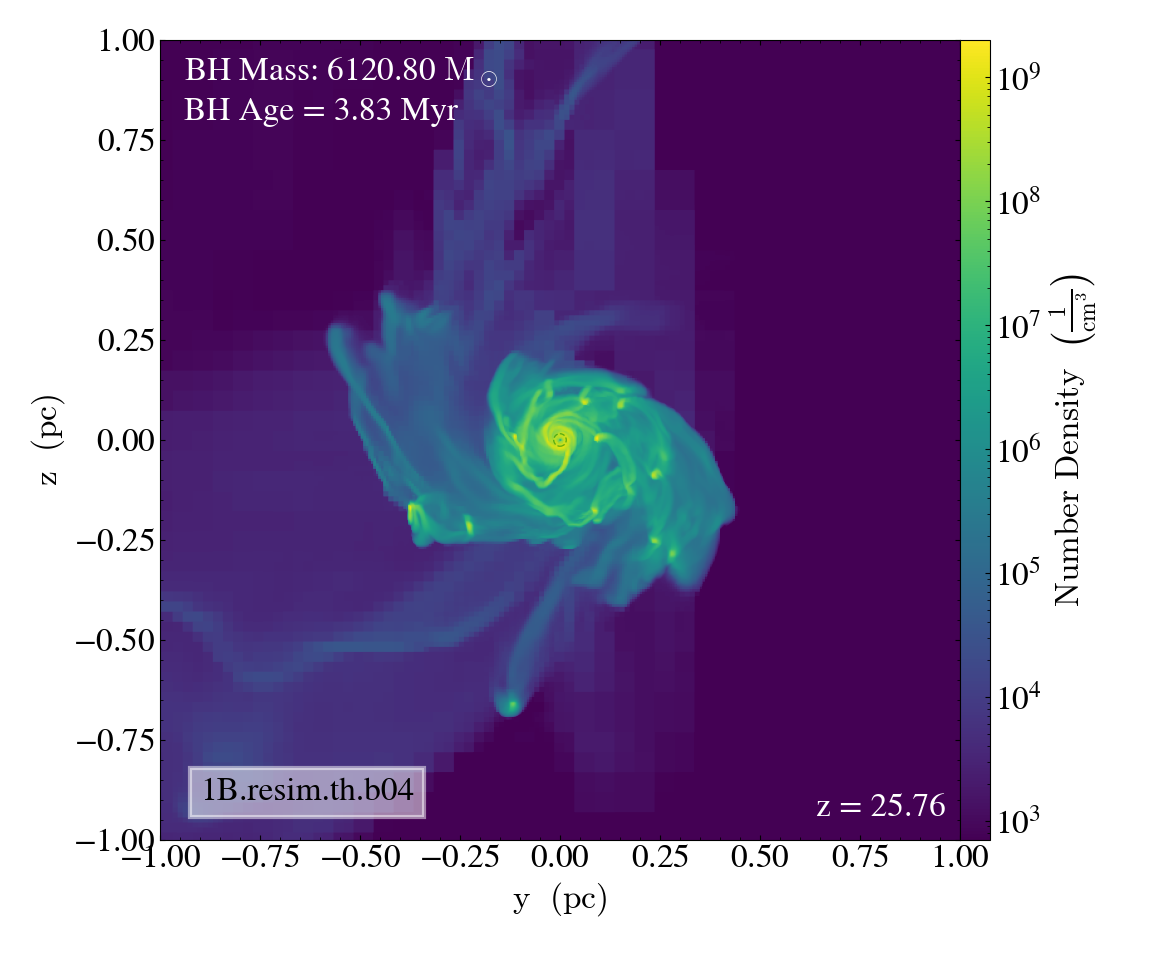 BH Mass: 6120.80 M⊙
BH Age = 3.83 Myr
1.00
0.75
0.50
0.25
0.00
−0.25
−0.50
−0.75
−1.00
z (pc)
1B.resim.th.b04
z = 25.76
−1.00 −0.75 −0.50 −0.25 0.00 0.25 0.50 0.75 1.00
y (pc)
10⁹
10⁸
10⁷
10⁶
10⁵
10⁴
10³
Number Density (1/cm³)